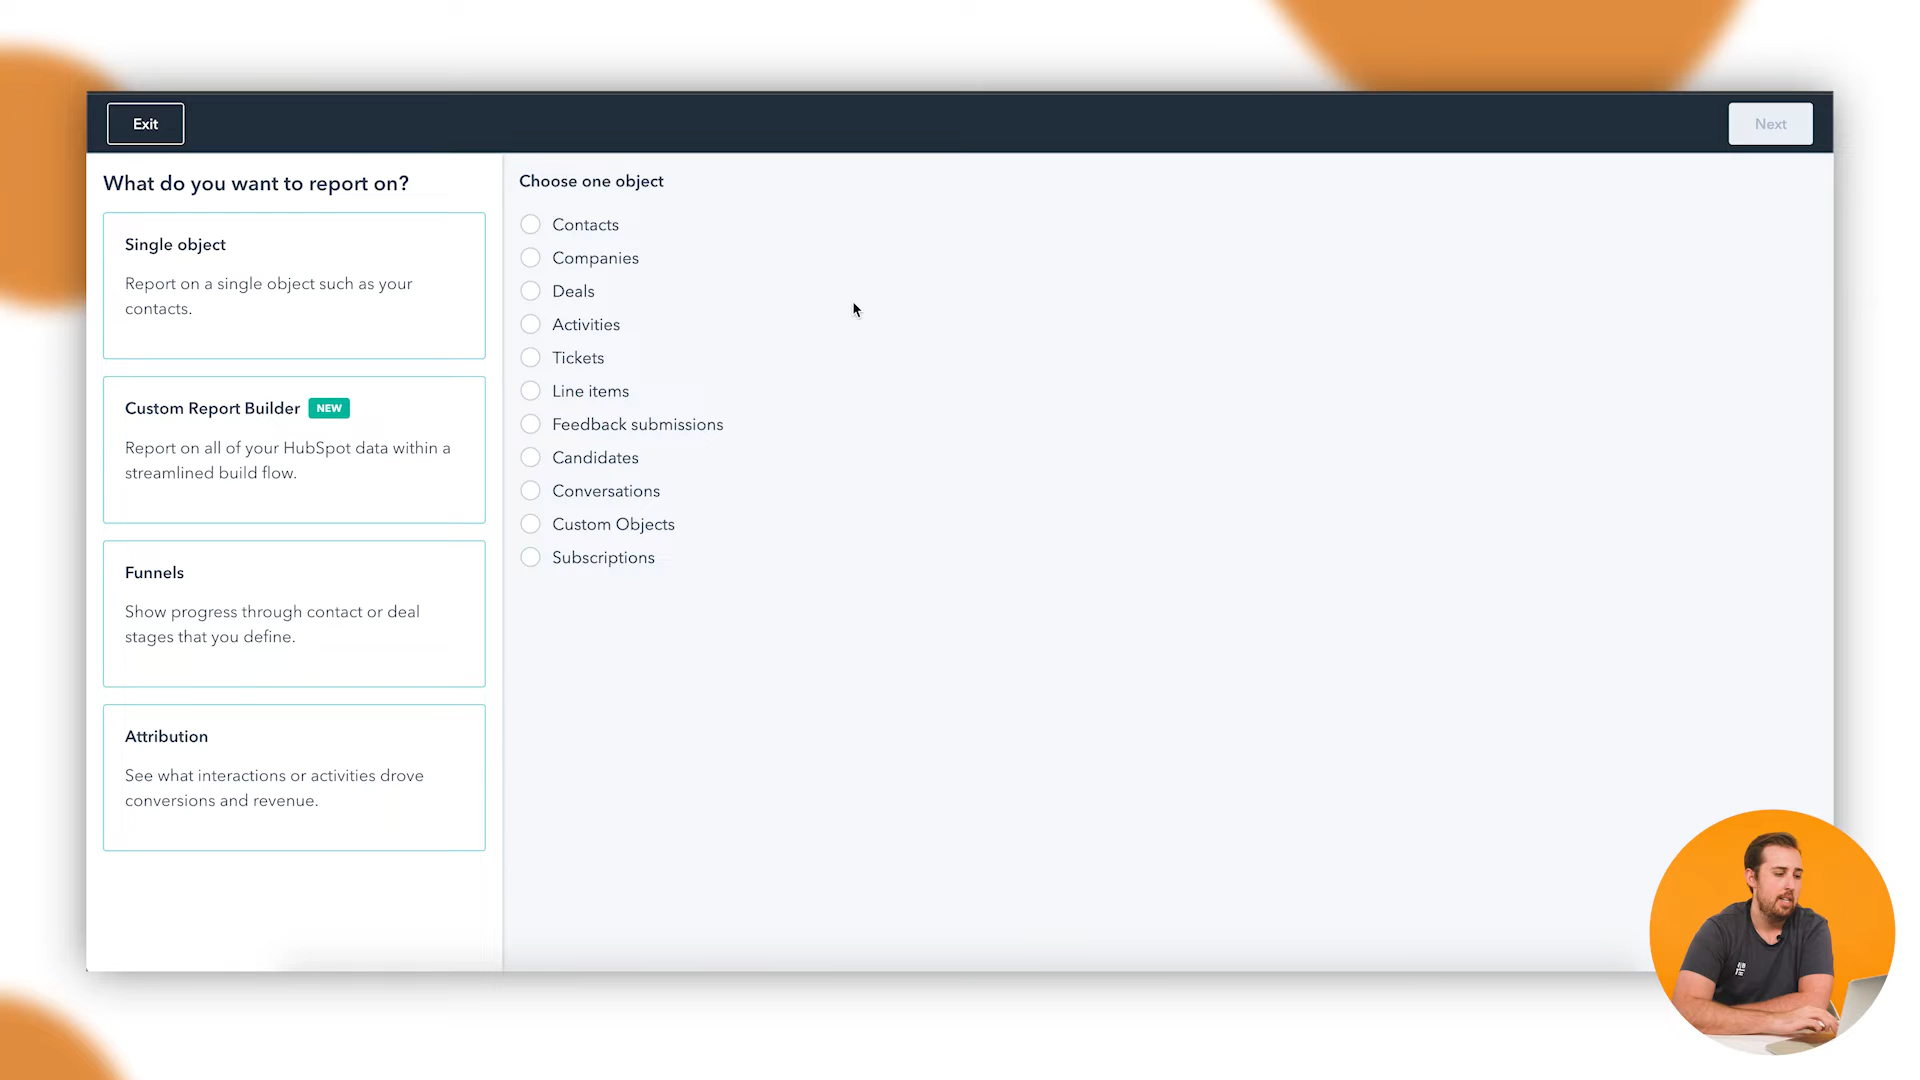 Exit
Next
What do you want to report on?
Single object
Report on a single object such as your
contacts.
Custom Report Builder NEW
Report on all of your HubSpot data within a
streamlined build flow.
Funnels
Show progress through contact or deal
stages that you define.
Attribution
See what interactions or activities drove
conversions and revenue.
Choose one object
Contacts
Companies
Deals
Activities
Tickets
Line items
Feedback submissions
Candidates
Conversations
Custom Objects
Subscriptions